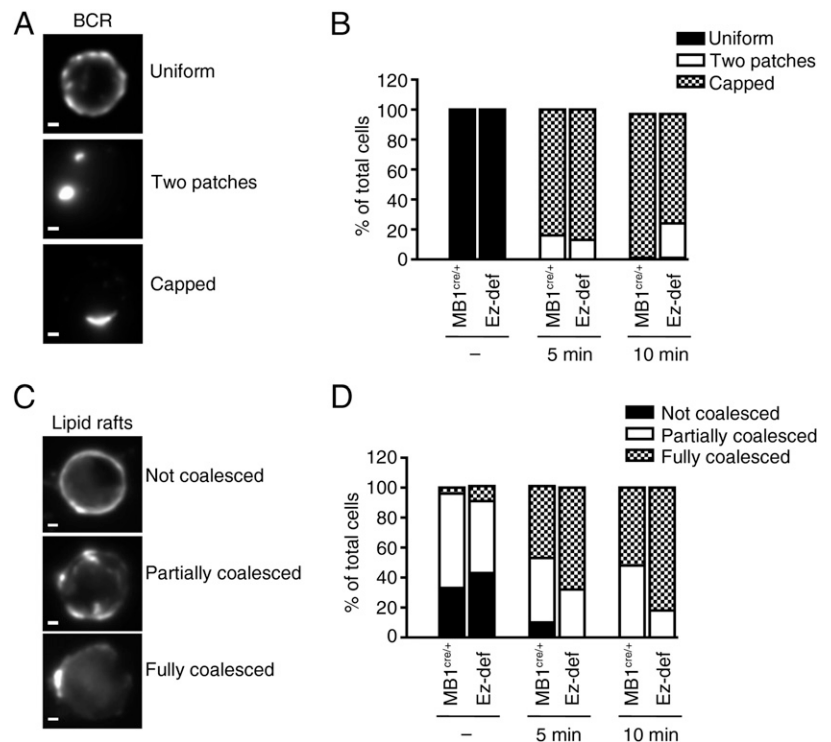 A
BCR
Uniform
Two patches
Capped
B
Uniform
Two patches
Capped
% of total cells
120
100
80
60
40
20
0
MB1cre/+
Ez-def
MB1cre/+
Ez-def
MB1cre/+
Ez-def
–
5 min
10 min
C
Lipid rafts
Not coalesced
Partially coalesced
Fully coalesced
D
Not coalesced
Partially coalesced
Fully coalesced
% of total cells
120
100
80
60
40
20
0
MB1cre/+
Ez-def
MB1cre/+
Ez-def
MB1cre/+
Ez-def
–
5 min
10 min